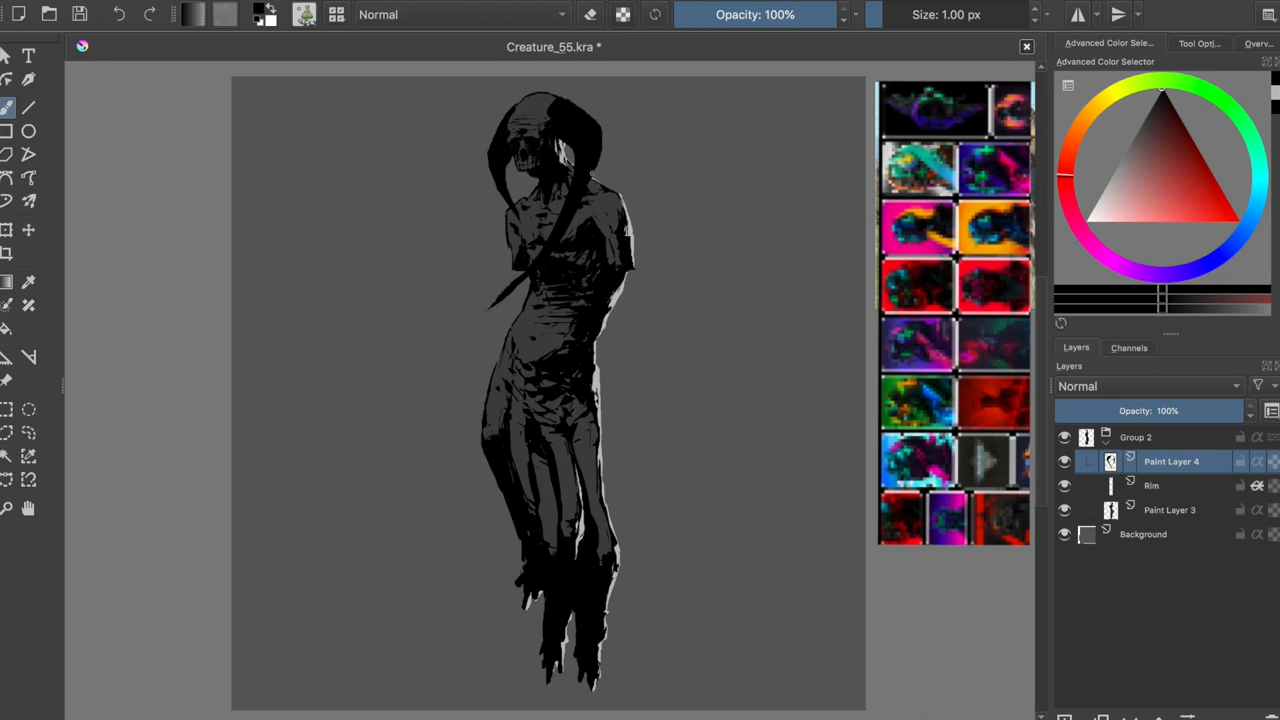 Normal
Opacity: 100%
Size: 1.00 px
Creature_55.kra *
Advanced Color Sele...
Tool Opti...
Overv...
Advanced Color Selector
Layers
Channels
Layers
Normal
Opacity: 100%
Group 2
Paint Layer 4
Rim
Paint Layer 3
Background